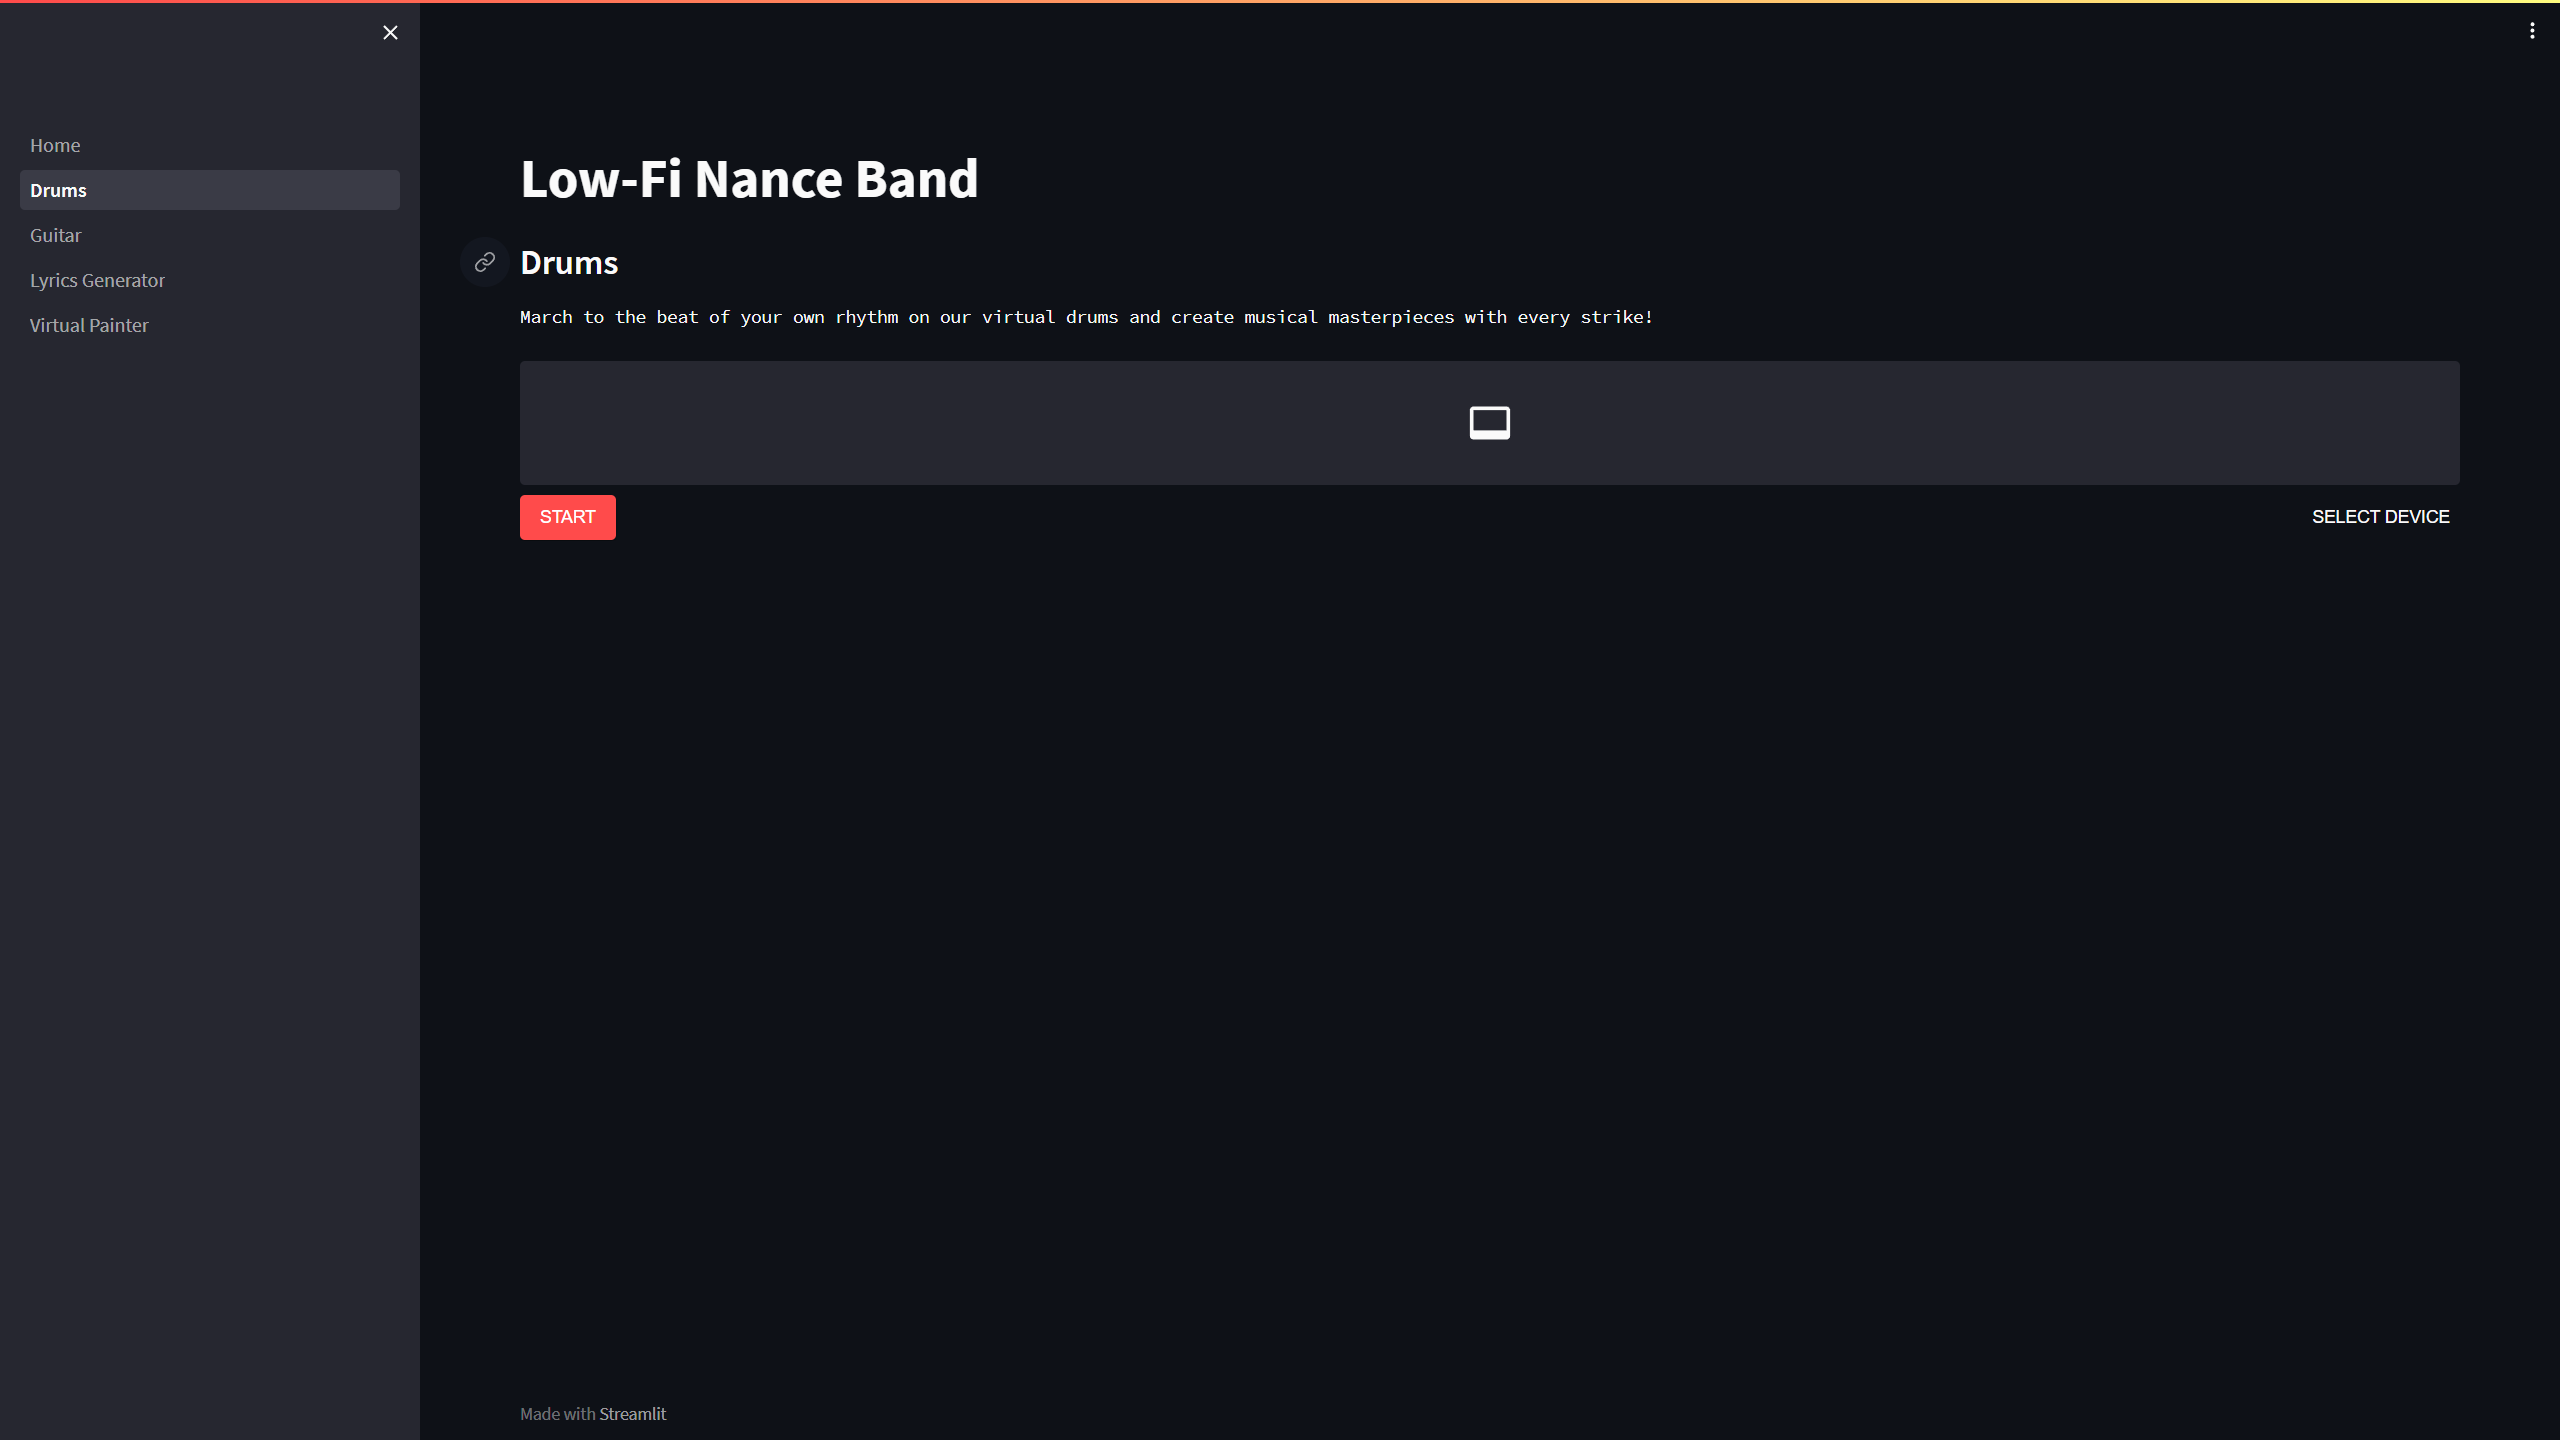 Home
Drums
Guitar
Lyrics Generator
Virtual Painter
Low-Fi Nance Band
Drums
March to the beat of your own rhythm on our virtual drums and create musical masterpieces with every strike!
START
SELECT DEVICE
Made with Streamlit